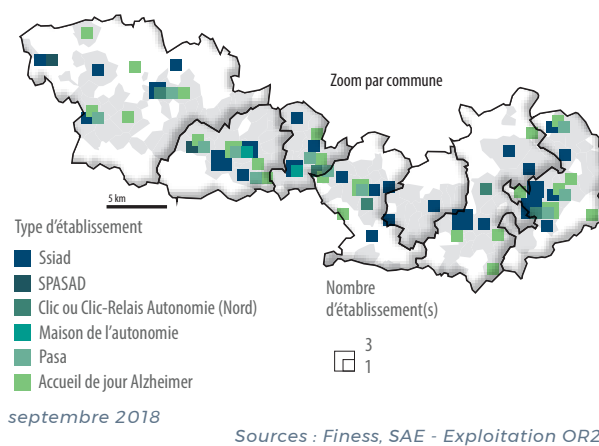 Zoom par commune
5 km
Type d'établissement
Ssiad
SPASAD
Clic ou Clic-Relais Autonomie (Nord)
Maison de l'autonomie
Pasa
Accueil de jour Alzheimer
Nombre
d'établissement(s)
3
1
septembre 2018
Sources : Finess, SAE - Exploitation OR2